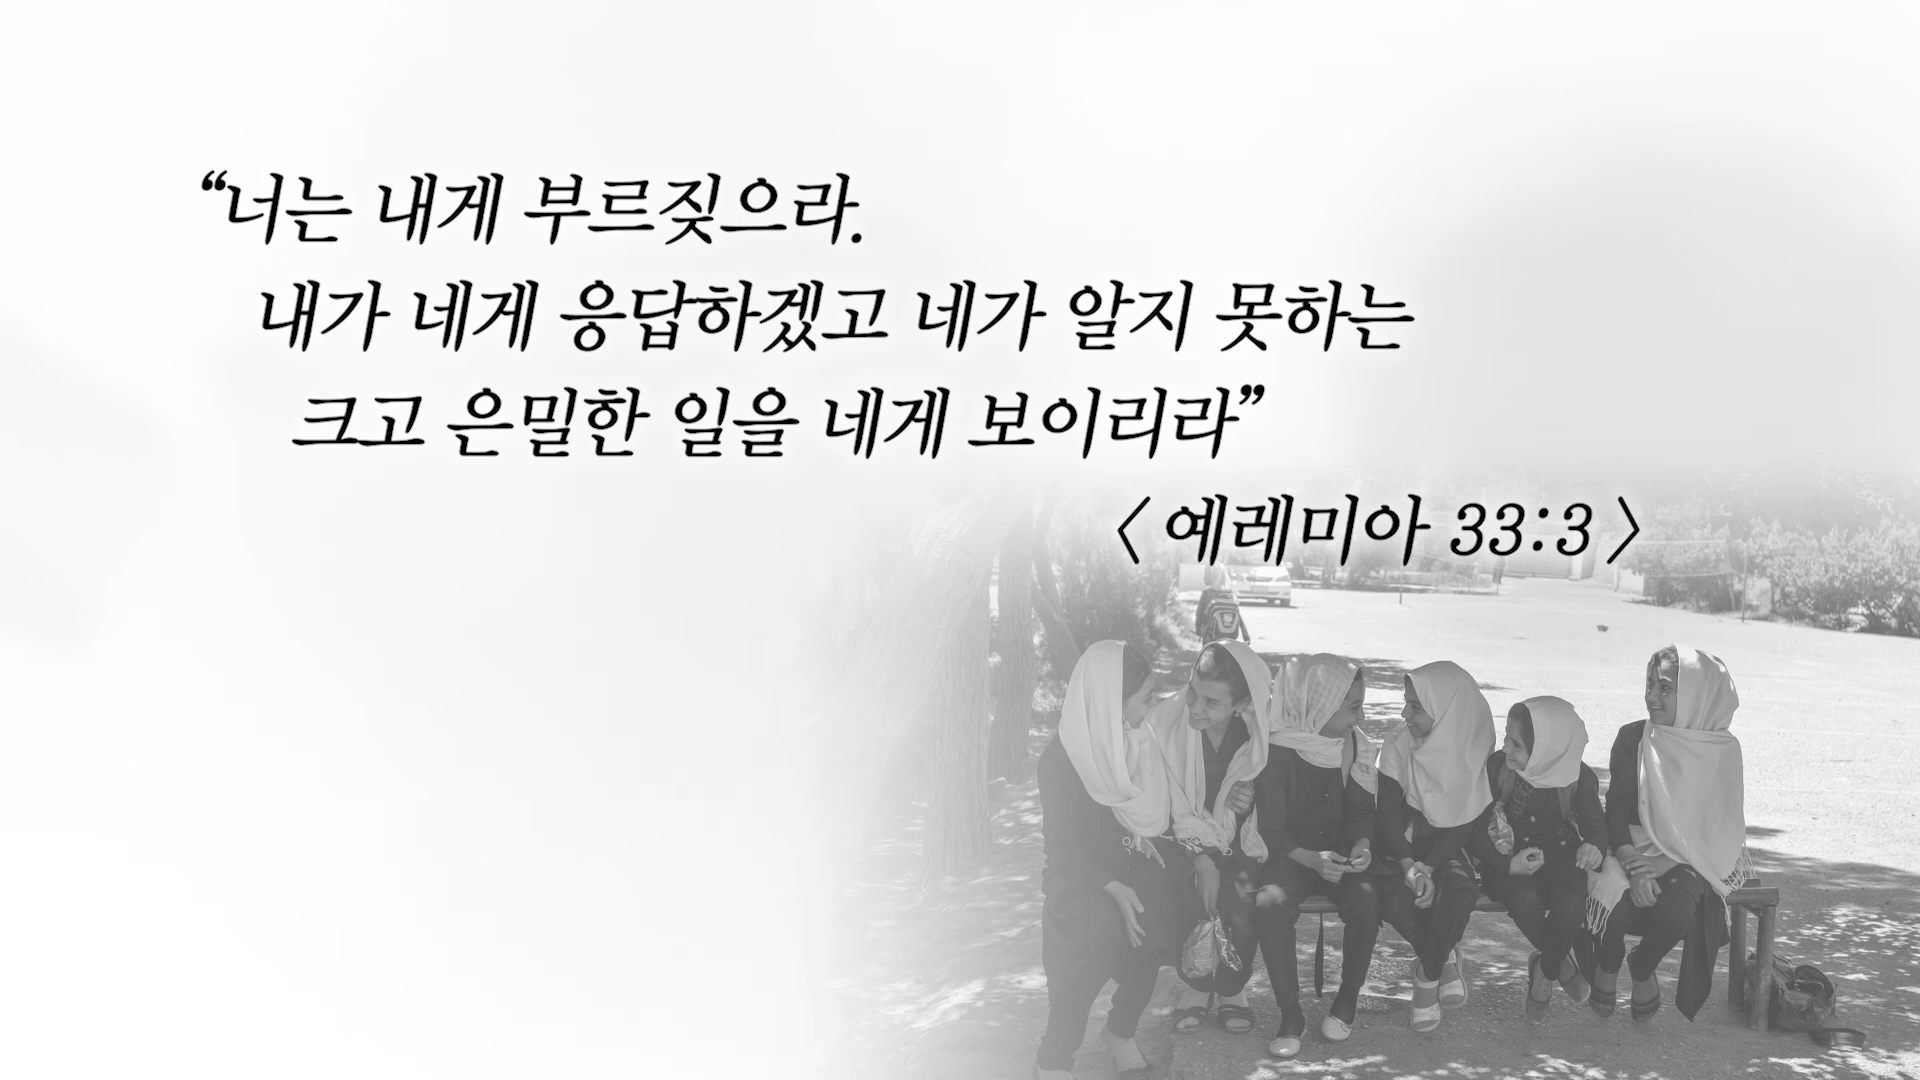 “너는 내게 부르짖으라.
내가 네게 응답하겠고 네가 알지 못하는
크고 은밀한 일을 네게 보이리라”
< 예레미아 33:3 >